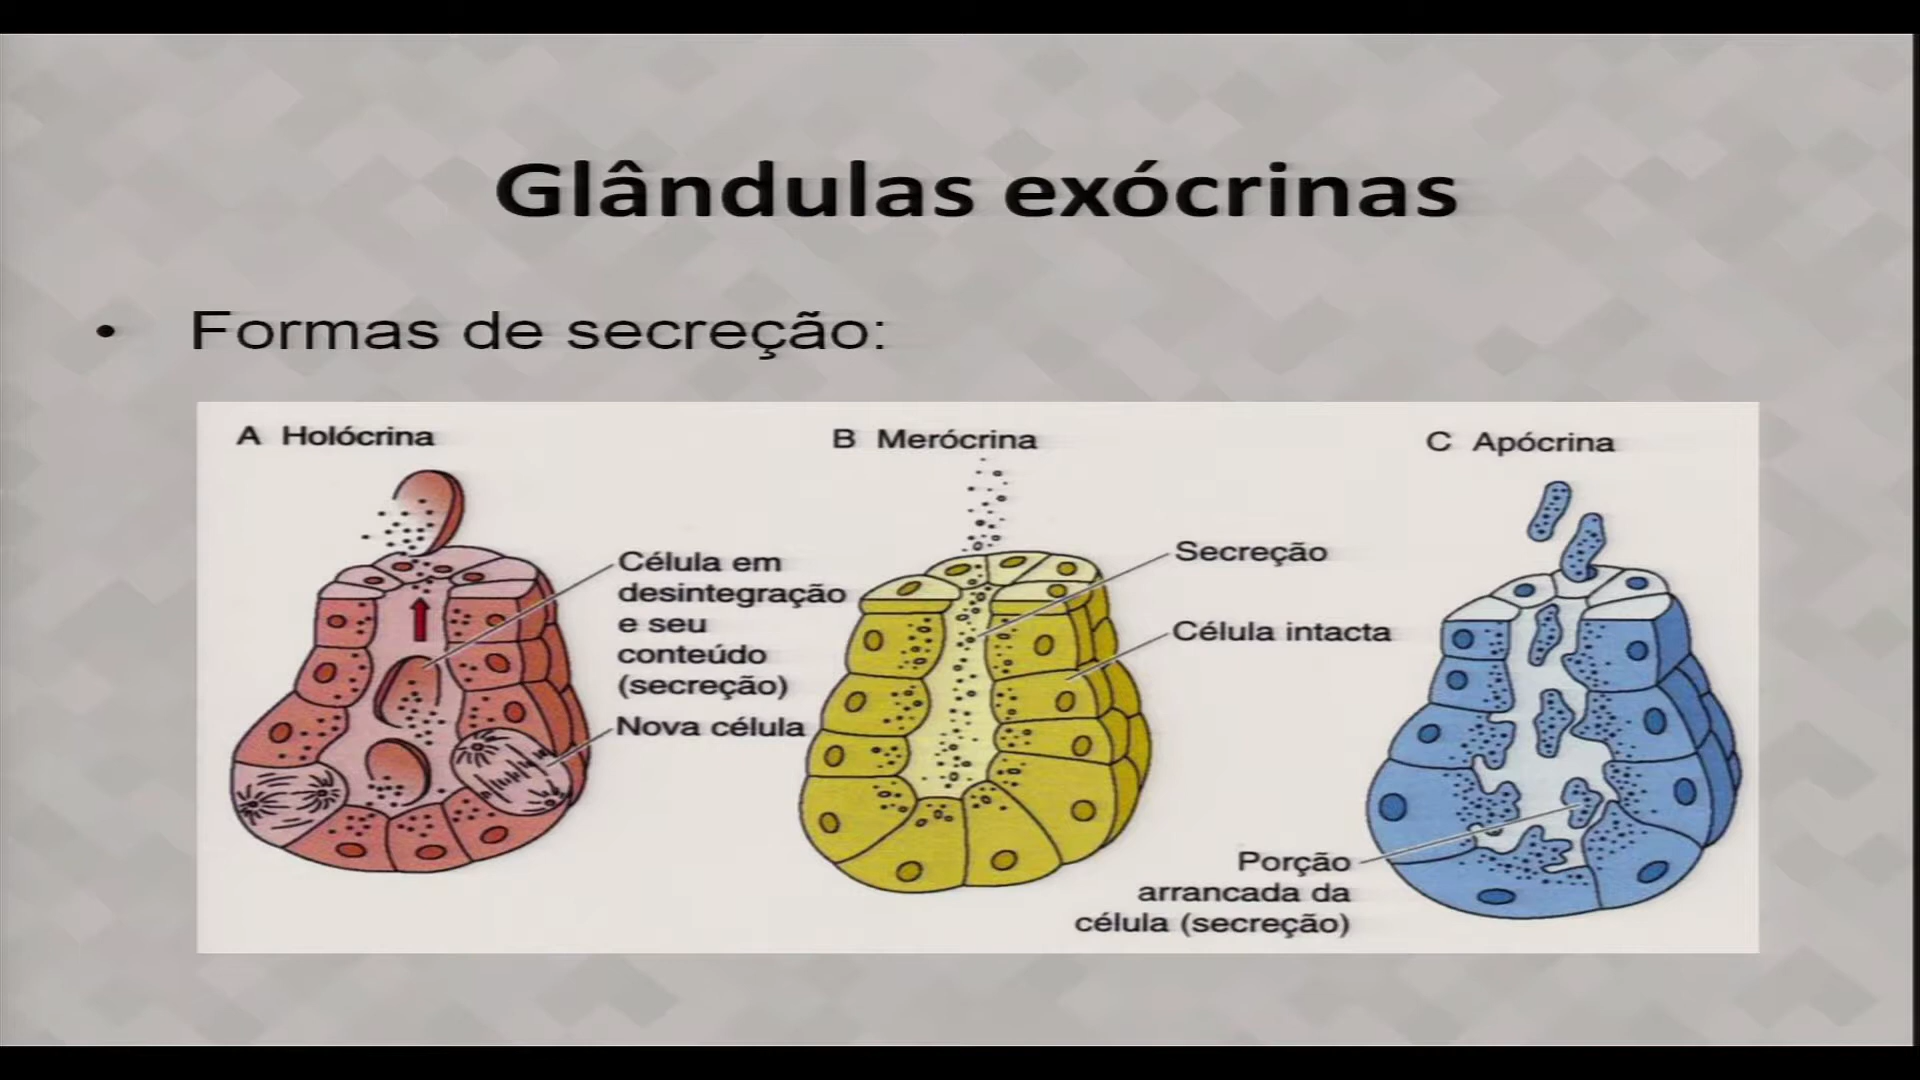 Glândulas exócrinas
• Formas de secreção:
A Holócrina
Célula em
desintegração
e seu
conteúdo
(secreção)
Nova célula
B Merócrina
Secreção
Célula intacta
C Apócrina
Porção
arrancada da
célula (secreção)